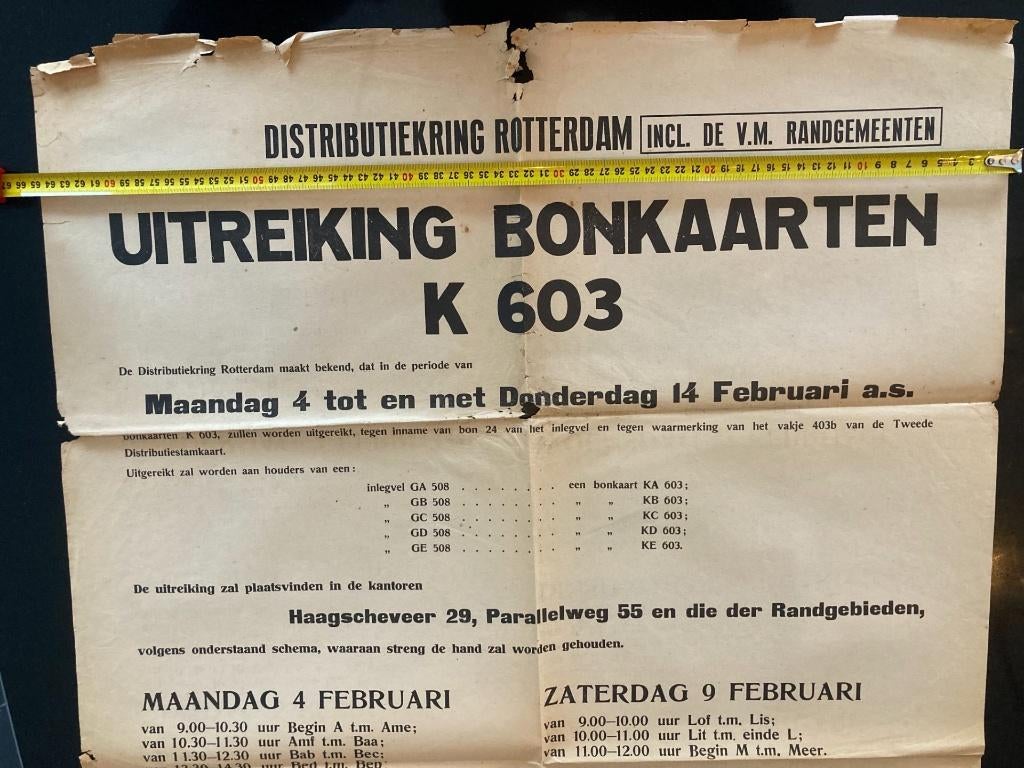 DISTRIBUTIEKRING ROTTERDAM INCL. DE V.M. RANDGEMEENTEN
UITREIKING BONKAARTEN
K 603
De Distributiekring Rotterdam maakt bekend, dat in de periode van
Maandag 4 tot en met Donderdag 14 Februari a.s.
bonkaarten K 603, zullen worden uitgereikt, tegen inname van bon 24 van het inlegvel en tegen waarmerking van het vakje 403b van de Tweede
Distributiestamkaart.
Uitgereikt zal worden aan houders van een:
inlegvel GA 508 . . . . . . . . een bonkaart KA 603;
„ GB 508 . . . . . . . . „ „ KB 603;
„ GC 508 . . . . . . . . „ „ KC 603;
„ GD 508 . . . . . . . . „ „ KD 603;
„ GE 508 . . . . . . . . „ „ KE 603.
De uitreiking zal plaatsvinden in de kantoren
Haagscheveer 29, Parallelweg 55 en die der Randgebieden,
volgens onderstaand schema, waaraan streng de hand zal worden gehouden.
MAANDAG 4 FEBRUARI
van 9.00—10.30 uur Begin A t.m. Ame;
van 10.30—11.30 uur Amf t.m. Baa;
van 11.30—12.30 uur Bab t.m. Bec;
uur Bed t.m. Ben
ZATERDAG 9 FEBRUARI
van 9.00—10.00 uur Lof t.m. Lis;
van 10.00—11.00 uur Lit t.m. einde L;
van 11.00—12.00 uur Begin M t.m. Meer.